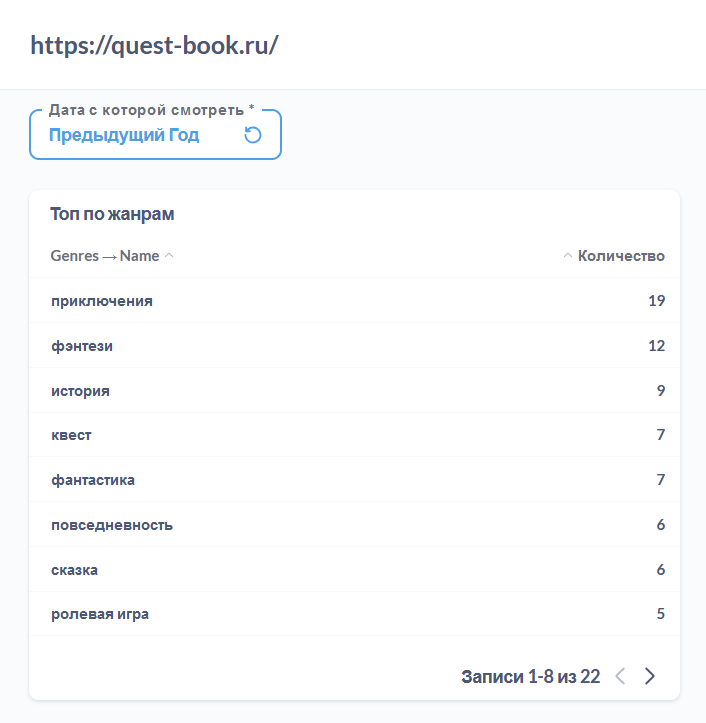 https://quest-book.ru/
Дата с которой смотреть *
Предыдущий Год
Топ по жанрам
Genres → Name Количество
приключения 19
фэнтези 12
история 9
квест 7
фантастика 7
повседневность 6
сказка 6
ролевая игра 5
Записи 1-8 из 22